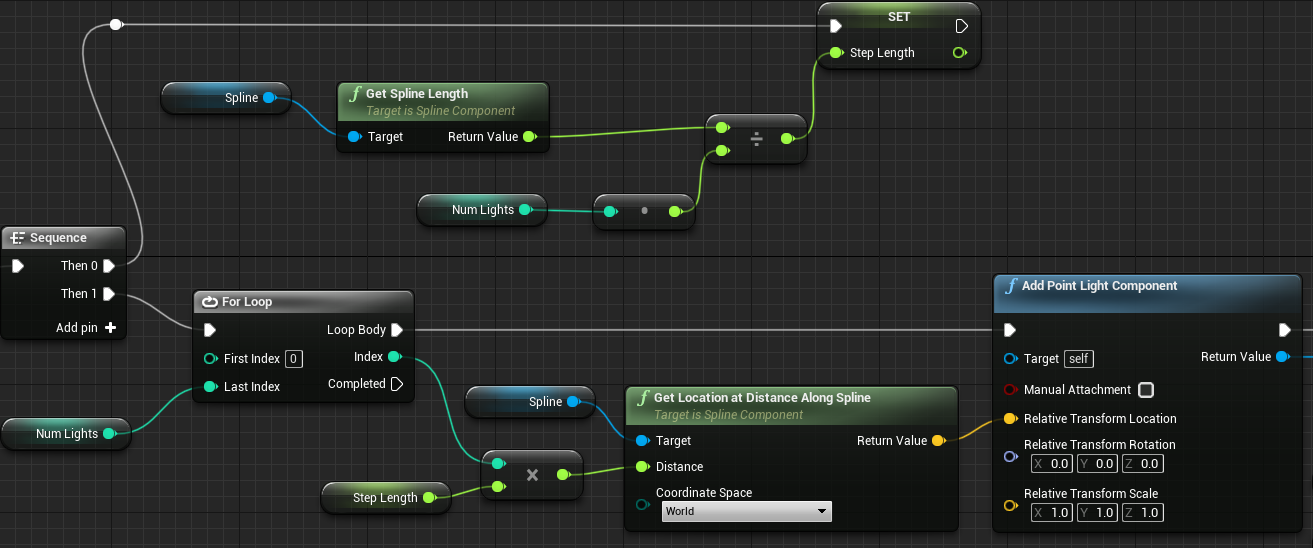 SET
Step Length
Spline
Get Spline Length
Target is Spline Component
Target
Return Value
÷
Num Lights
Sequence
Then 0
Then 1
Add pin
For Loop
Loop Body
First Index 0
Index
Last Index
Completed
Num Lights
Spline
Get Location at Distance Along Spline
Target is Spline Component
Target
Return Value
Distance
Coordinate Space
World
×
Step Length
Add Point Light Component
Target self
Return Value
Manual Attachment
Relative Transform Location
Relative Transform Rotation
X 0.0 Y 0.0 Z 0.0
Relative Transform Scale
X 1.0 Y 1.0 Z 1.0